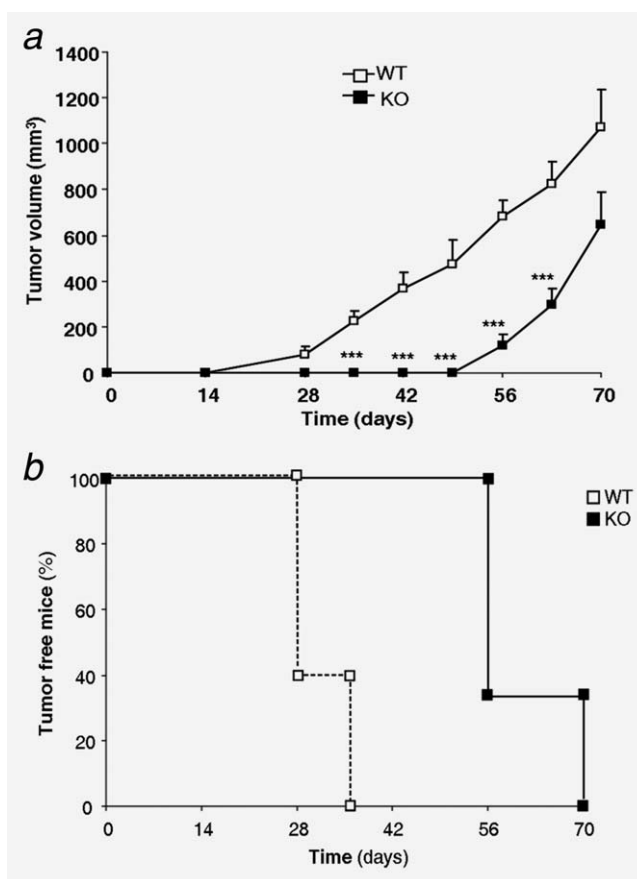 a
Tumor volume (mm³)
1400
1200
1000
800
600
400
200
0
WT
KO
***
***
***
***
***
0 14 28 42 56 70
Time (days)
b
Tumor free mice (%)
100
80
60
40
20
0
WT
KO
0 14 28 42 56 70
Time (days)